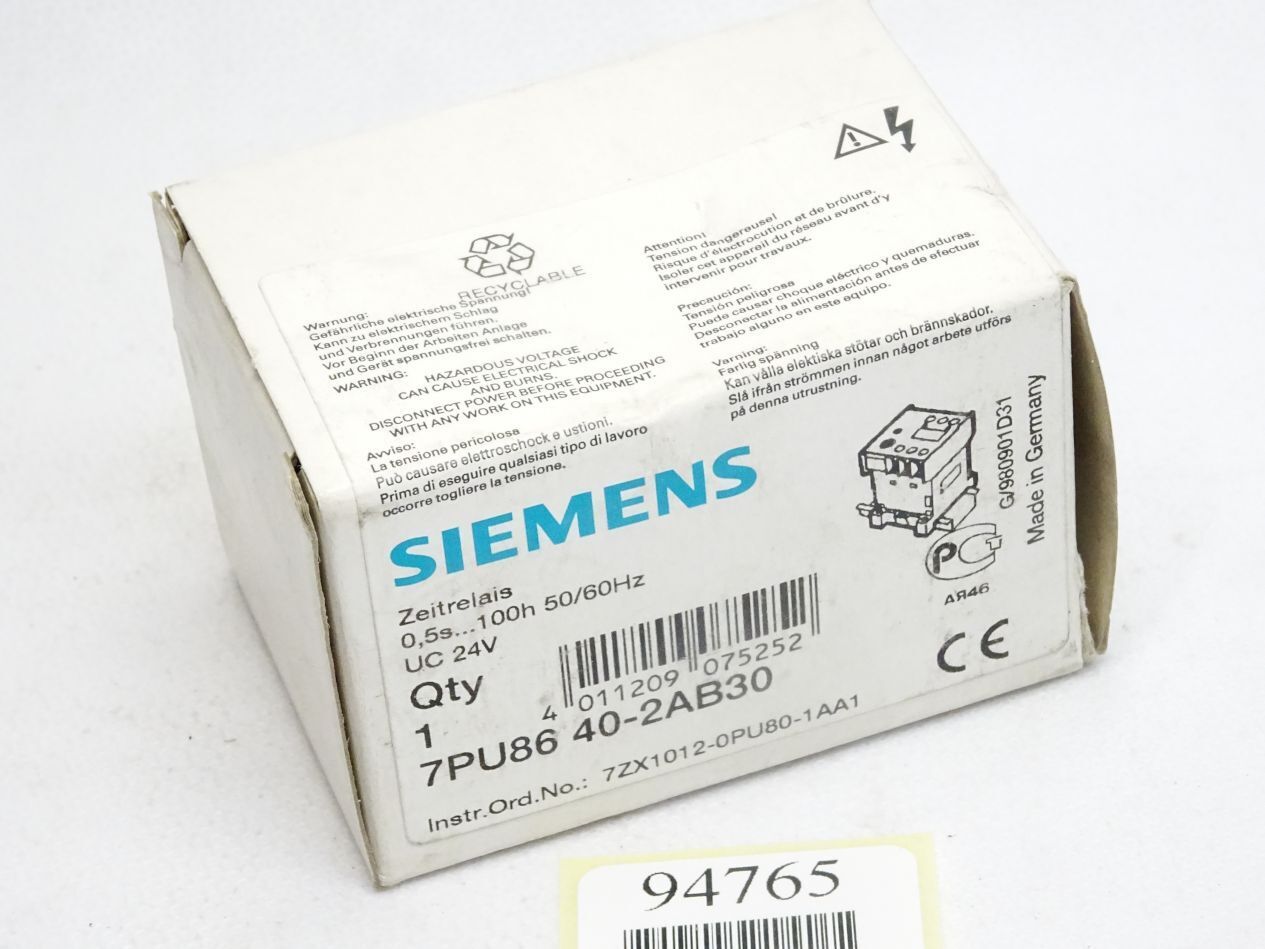 RECYCLABLE
Warnung:
Gefährliche elektrische Spannung!
Kann zu elektrischem Schlag
und Verbrennungen führen.
Vor Beginn der Arbeiten Anlage
und Gerät spannungsfrei schalten.
WARNING: HAZARDOUS VOLTAGE
CAN CAUSE ELECTRICAL SHOCK
AND BURNS.
DISCONNECT POWER BEFORE PROCEEDING
WITH ANY WORK ON THIS EQUIPMENT.
Avviso:
La tensione pericolosa
Può causare elettroschock e ustioni.
Prima di eseguire qualsiasi tipo di lavoro
occorre togliere la tensione.
Attention!
Tension dangereuse!
Risque d'électrocution et de brûlure.
Isoler cet appareil du réseau avant d'y
intervenir pour travaux.
Precaución:
Tensión peligrosa
Puede causar choque eléctrico y quemaduras.
Desconectar la alimentación antes de efectuar
trabajo alguno en este equipo.
Varning:
Farlig spänning
Kan vålla elektiska stötar och brännskador.
Slå ifrån strömmen innan något arbete utförs
på denna utrustning.
SIEMENS
Zeitrelais
0,5s...100h 50/60Hz
UC 24V
Qty
1
4 011209 075252
7PU86 40-2AB30
Instr.Ord.No.: 7ZX1012-0PU80-1AA1
G/980901D31
Made in Germany
PC
АЯ46
CE
94765